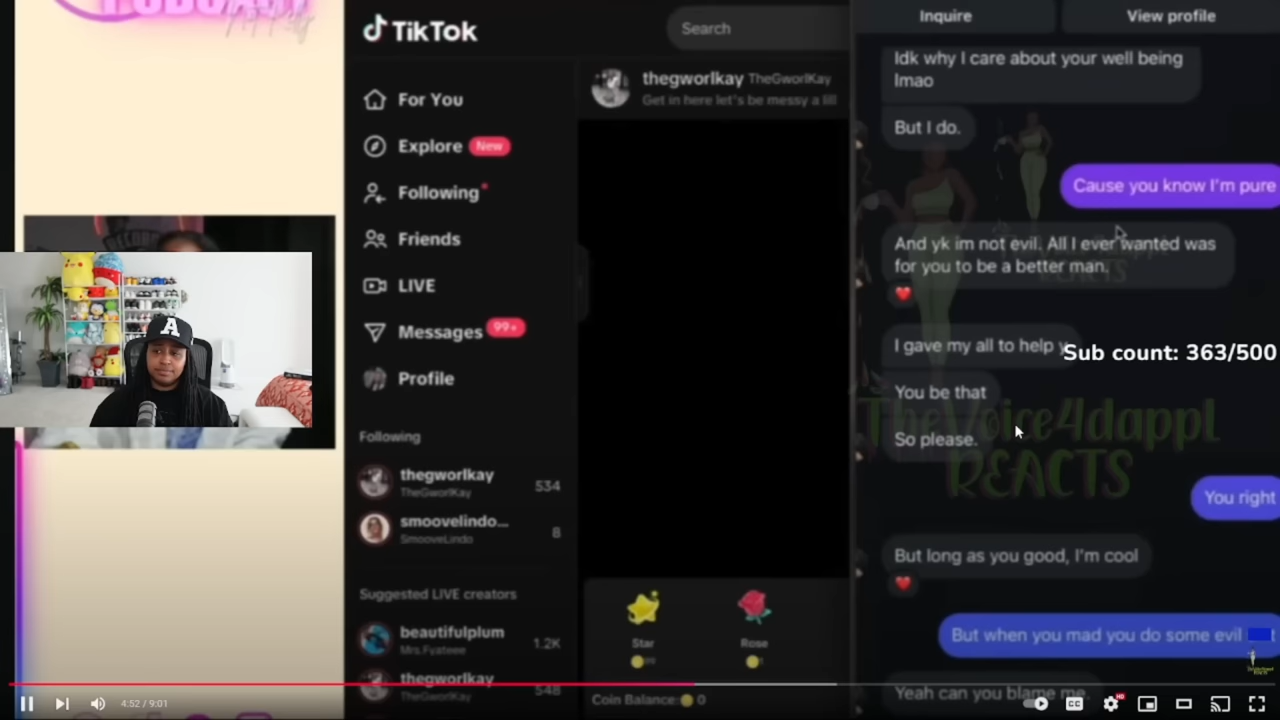 PODCAST
TikTok
Search
For You
Explore New
Following
Friends
LIVE
Messages 99+
Profile
Following
thegworlkay 534
TheGworlKay
smoovelindo... 8
SmooveLindo
Suggested LIVE creators
beautifulplum 1.2K
Mrs.Fyateee
thegworlkay 548
TheGworlKay
thegworlkay TheGworlKay
Get in here let's be messy a lil
Star
Rose
Coin Balance: 0
A
Inquire
View profile
Idk why I care about your well being
lmao
But I do.
Cause you know I'm pure
And yk im not evil. All I ever wanted was
for you to be a better man.
I gave my all to help
Sub count: 363/500
You be that
TheVoice4dappl
So please.
REACTS
You right
But long as you good, I'm cool
But when you mad you do some evil
Yeah can you blame me.
4:52 / 9:01
CC
HD